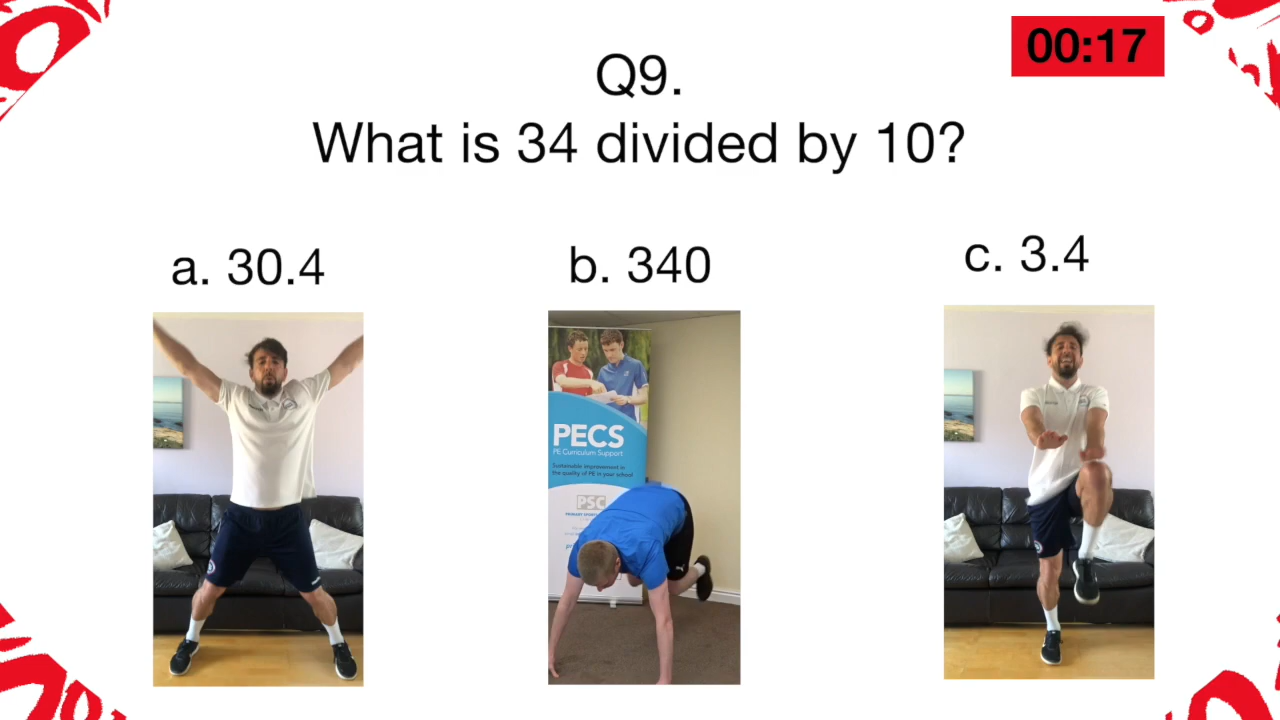 00:17
Q9.
What is 34 divided by 10?
a. 30.4
b. 340
c. 3.4
PECS
PE Curriculum Support
Sustainable improvement in
the quality of PE in your school
PSC